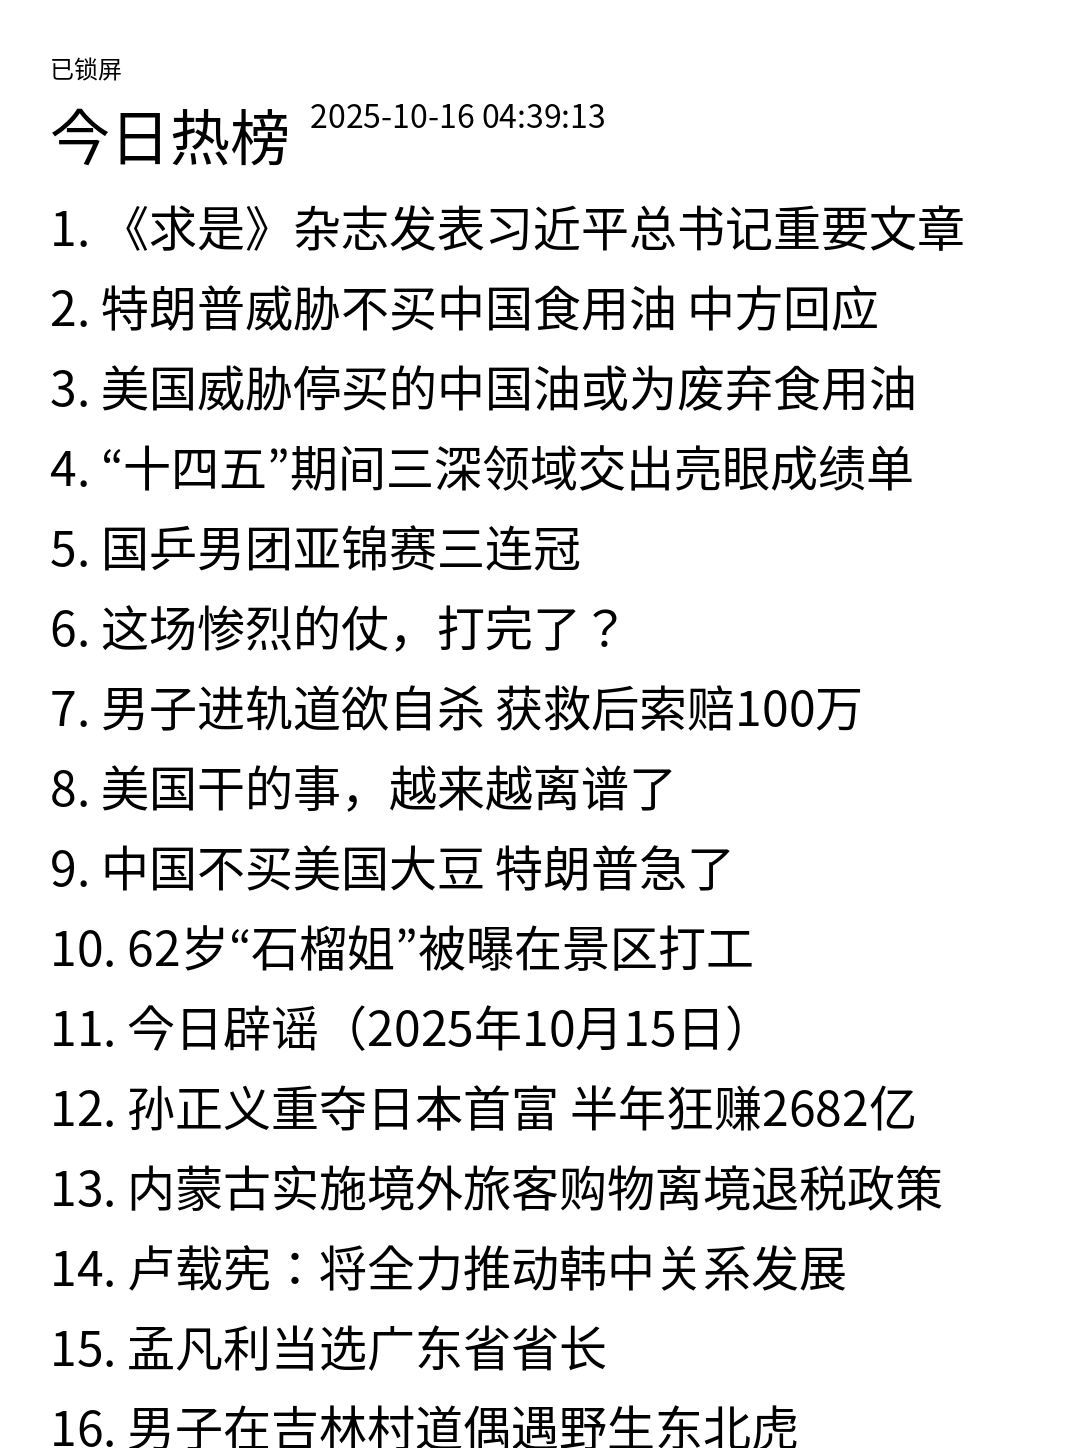 已锁屏
今日热榜 2025-10-16 04:39:13
1. 《求是》杂志发表习近平总书记重要文章
2. 特朗普威胁不买中国食用油 中方回应
3. 美国威胁停买的中国油或为废弃食用油
4. “十四五”期间三深领域交出亮眼成绩单
5. 国乒男团亚锦赛三连冠
6. 这场惨烈的仗，打完了？
7. 男子进轨道欲自杀 获救后索赔100万
8. 美国干的事，越来越离谱了
9. 中国不买美国大豆 特朗普急了
10. 62岁“石榴姐”被曝在景区打工
11. 今日辟谣（2025年10月15日）
12. 孙正义重夺日本首富 半年狂赚2682亿
13. 内蒙古实施境外旅客购物离境退税政策
14. 卢载宪：将全力推动韩中关系发展
15. 孟凡利当选广东省省长
16. 男子在吉林村道偶遇野生东北虎